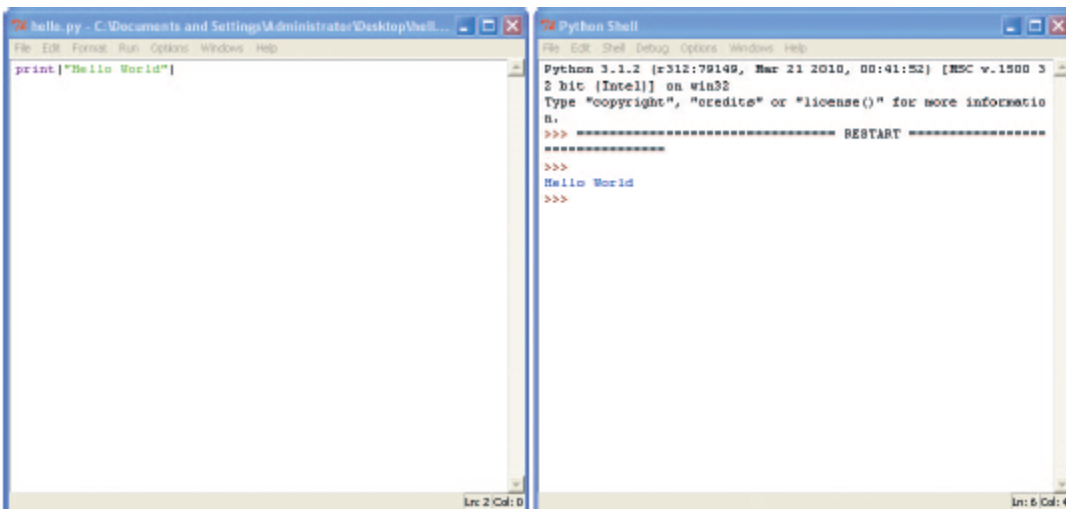 hello.py - C:\Documents and Settings\Administrator\Desktop\hell...
File Edit Format Run Options Windows Help
print("Hello World")
Ln: 2 Col: 0
Python Shell
File Edit Shell Debug Options Windows Help
Python 3.1.2 (r312:79149, Mar 21 2010, 00:41:52) [MSC v.1500 3
2 bit (Intel)] on win32
Type "copyright", "credits" or "license()" for more informatio
n.
>>> ================================ RESTART =================
===============
>>>
Hello World
>>>
Ln: 6 Col: 4